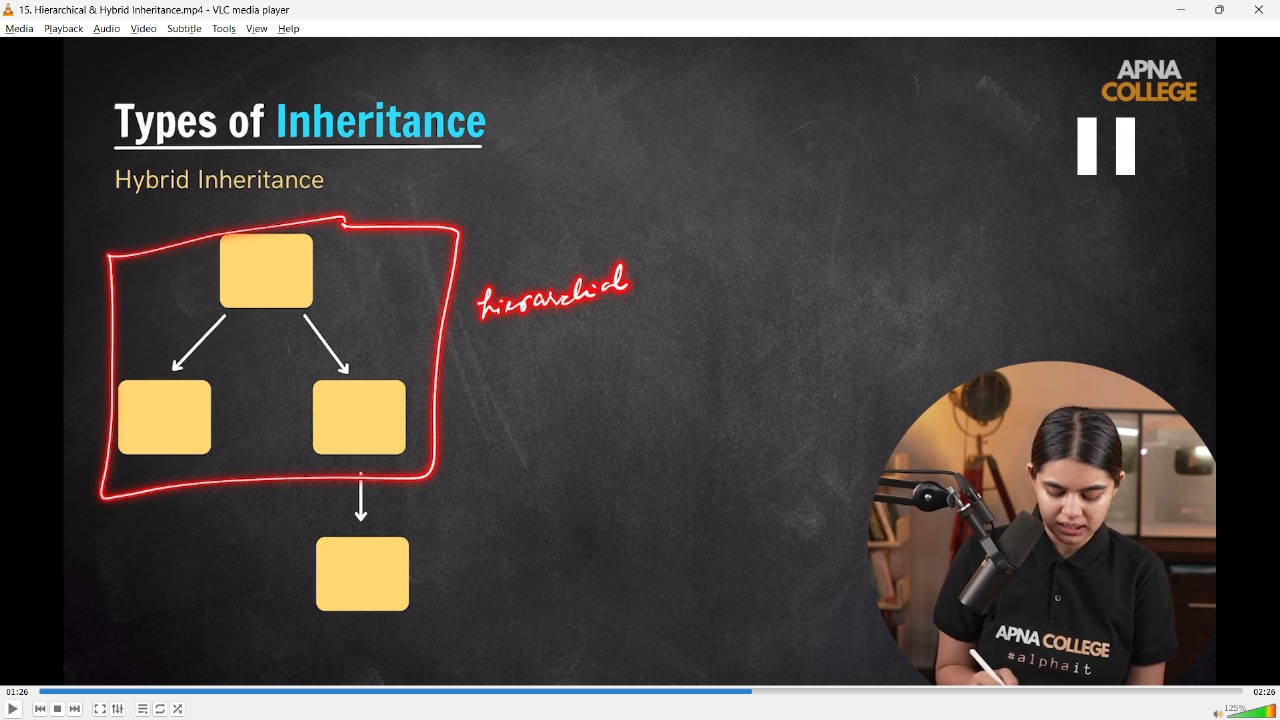 15. Hierarchical & Hybrid Inheritance.mp4 - VLC media player
Media Playback Audio Video Subtitle Tools View Help
APNA
COLLEGE
Types of Inheritance
Hybrid Inheritance
hierarchial
APNA COLLEGE
#alphait
01:26
02:26
125%